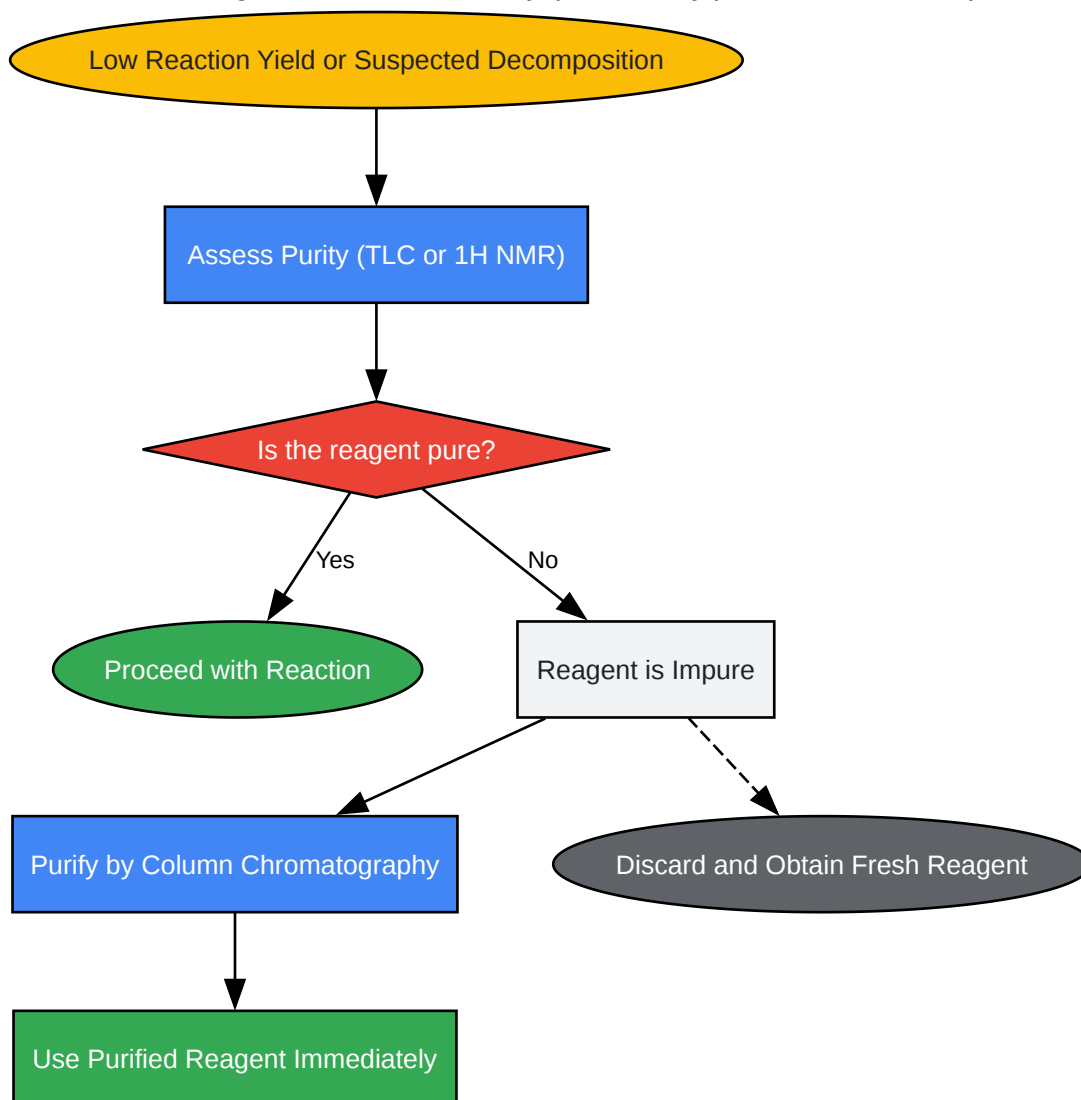 Low Reaction Yield or Suspected Decomposition
Assess Purity (TLC or 1H NMR)
Is the reagent pure?
Yes
No
Proceed with Reaction
Reagent is Impure
Purify by Column Chromatography
Discard and Obtain Fresh Reagent
Use Purified Reagent Immediately